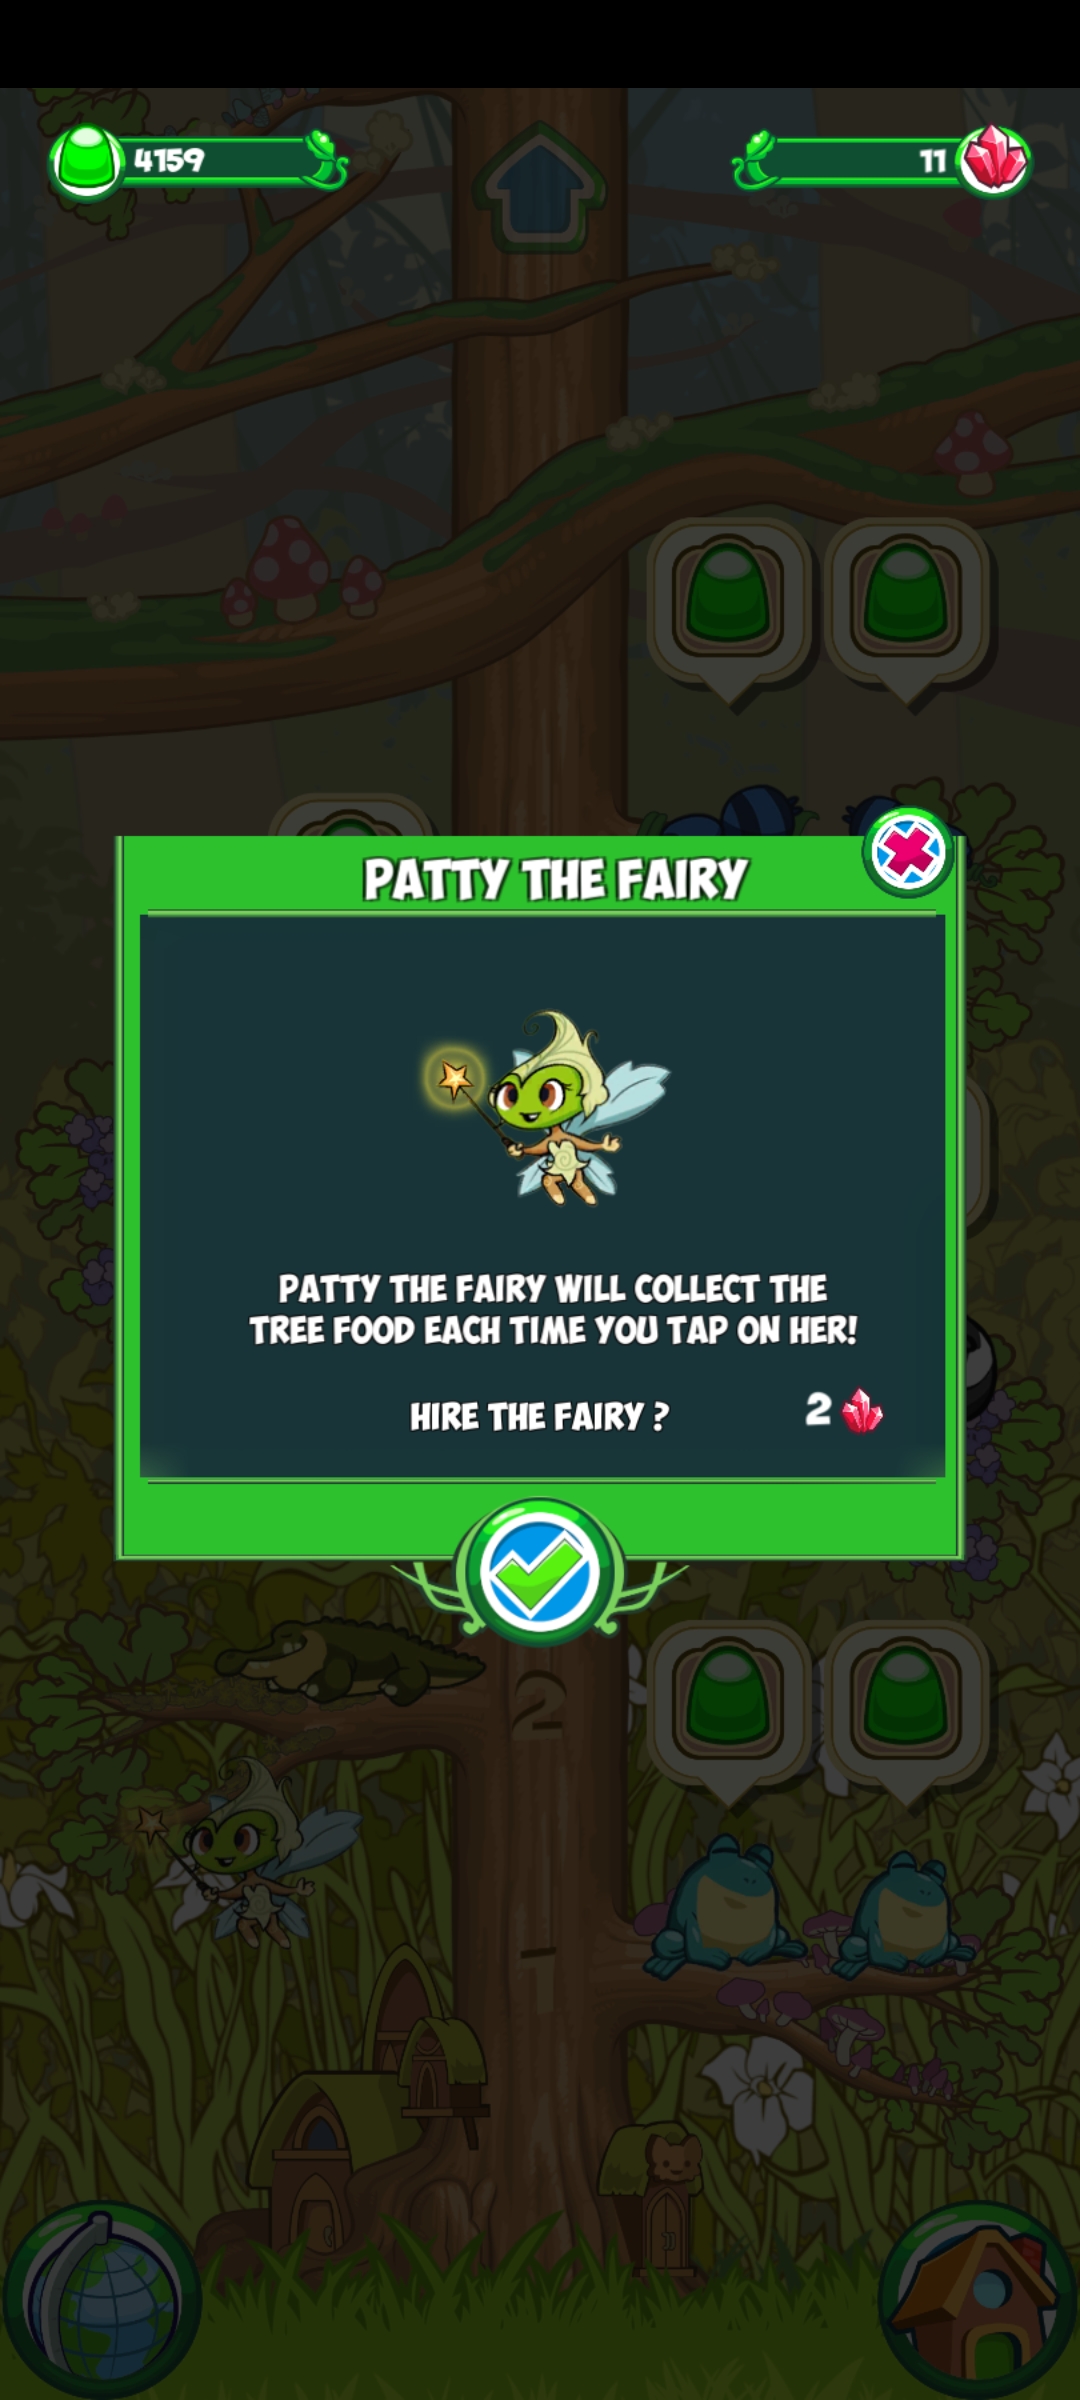 4159
11
PATTY THE FAIRY
PATTY THE FAIRY WILL COLLECT THE
TREE FOOD EACH TIME YOU TAP ON HER!
HIRE THE FAIRY ?
2
2
1